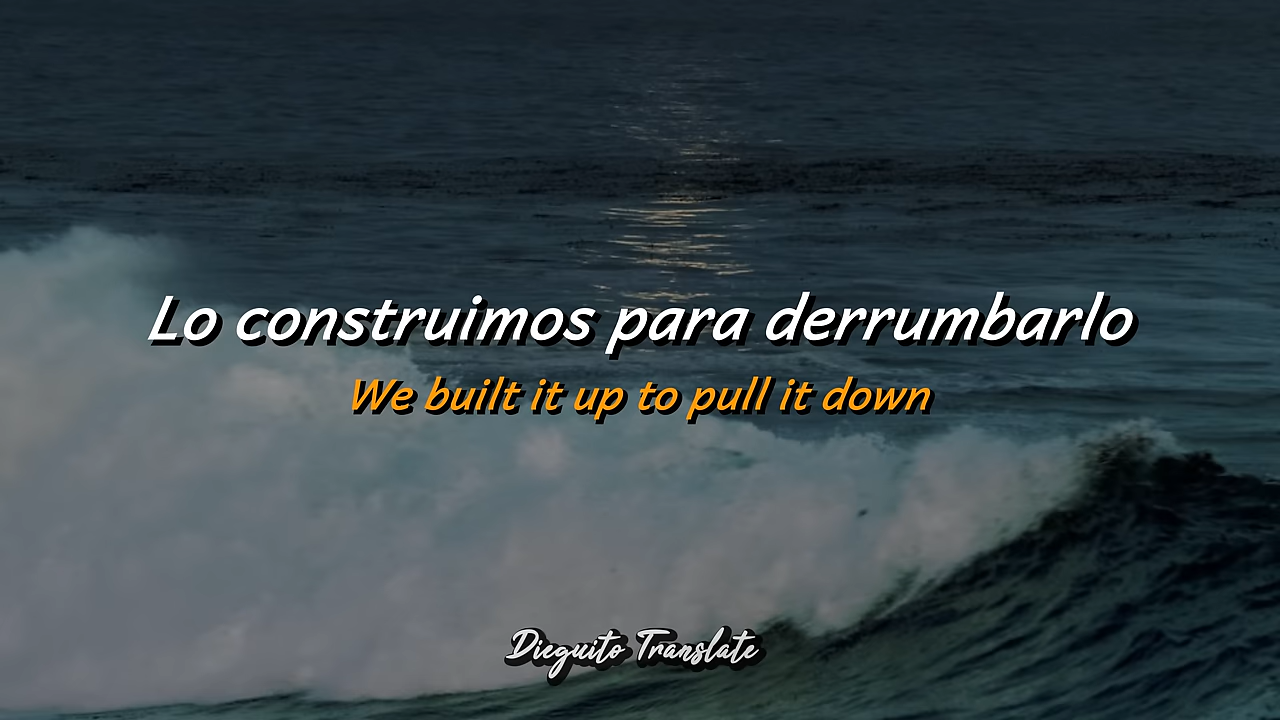 Lo construimos para derrumbarlo
We built it up to pull it down
Dieguito Translate